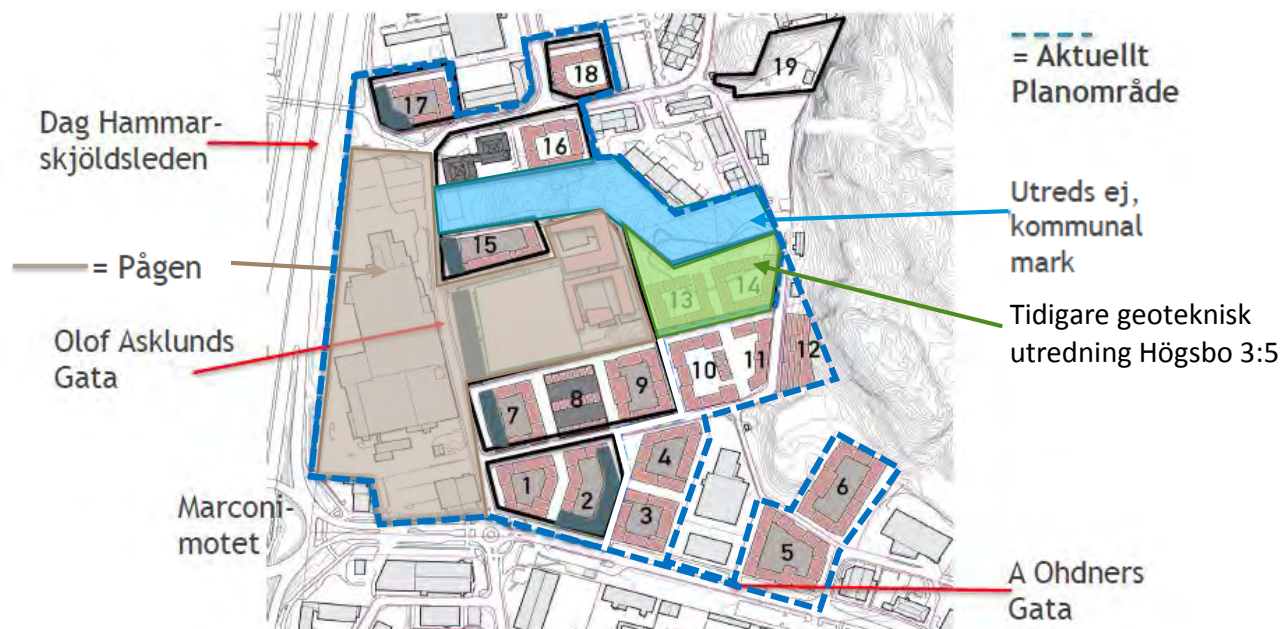 = Aktuellt
Planområde
Dag Hammar-
skjöldsleden
= Pågen
Olof Asklunds
Gata
Marconi-
motet
Utreds ej,
kommunal
mark
Tidigare geoteknisk
utredning Högsbo 3:5
A Ohdners
Gata
19
18
17
16
15
14
13
12
11
10
9
8
7
6
5
4
3
2
1